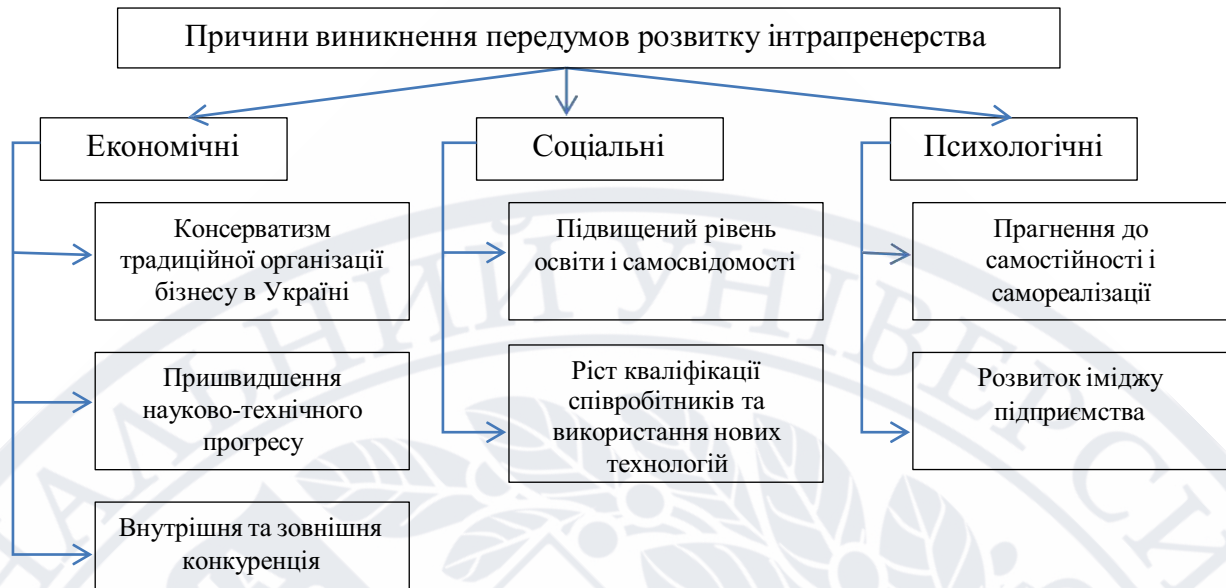 Причини виникнення передумов розвитку інтрапренерства
Економічні
Соціальні
Психологічні
Консерватизм
традиційної організації
бізнесу в Україні
Підвищений рівень
освіти і самосвідомості
Прагнення до
самостійності і
самореалізації
Пришвидшення
науково-технічного
прогресу
Ріст кваліфікації
співробітників та
використання нових
технологій
Розвиток іміджу
підприємства
Внутрішня та зовнішня
конкуренція